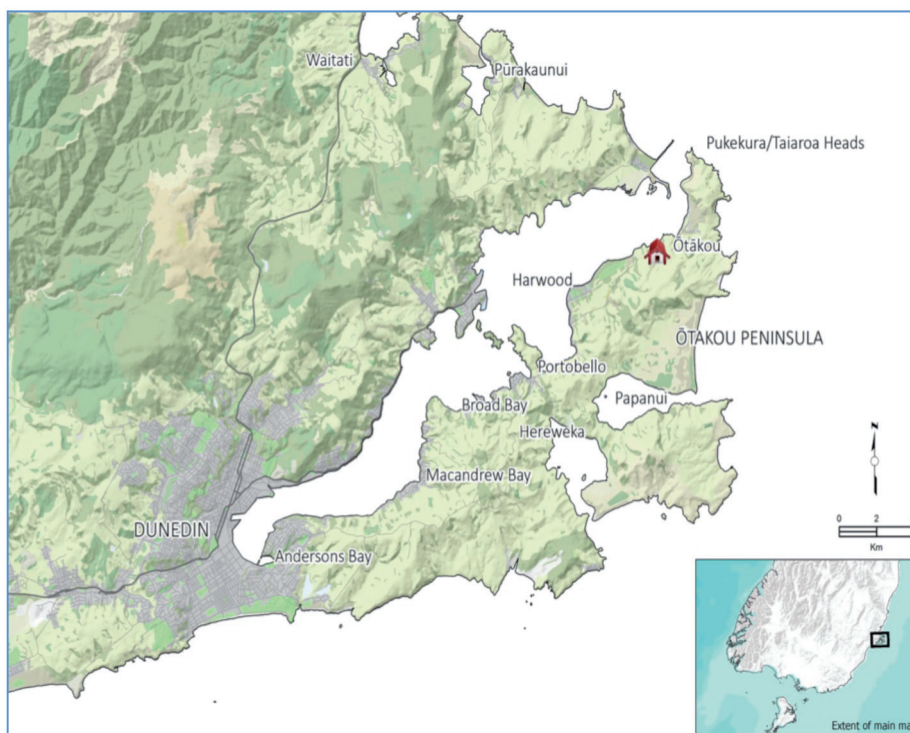 Waitati
Pūrakaunui
Pukekura/Taiaroa Heads
Ōtākou
Harwood
ŌTAKOU PENINSULA
Portobello
Papanui
Broad Bay
Hereweka
Macandrew Bay
N
0 2
Km
DUNEDIN
Andersons Bay
Extent of main ma